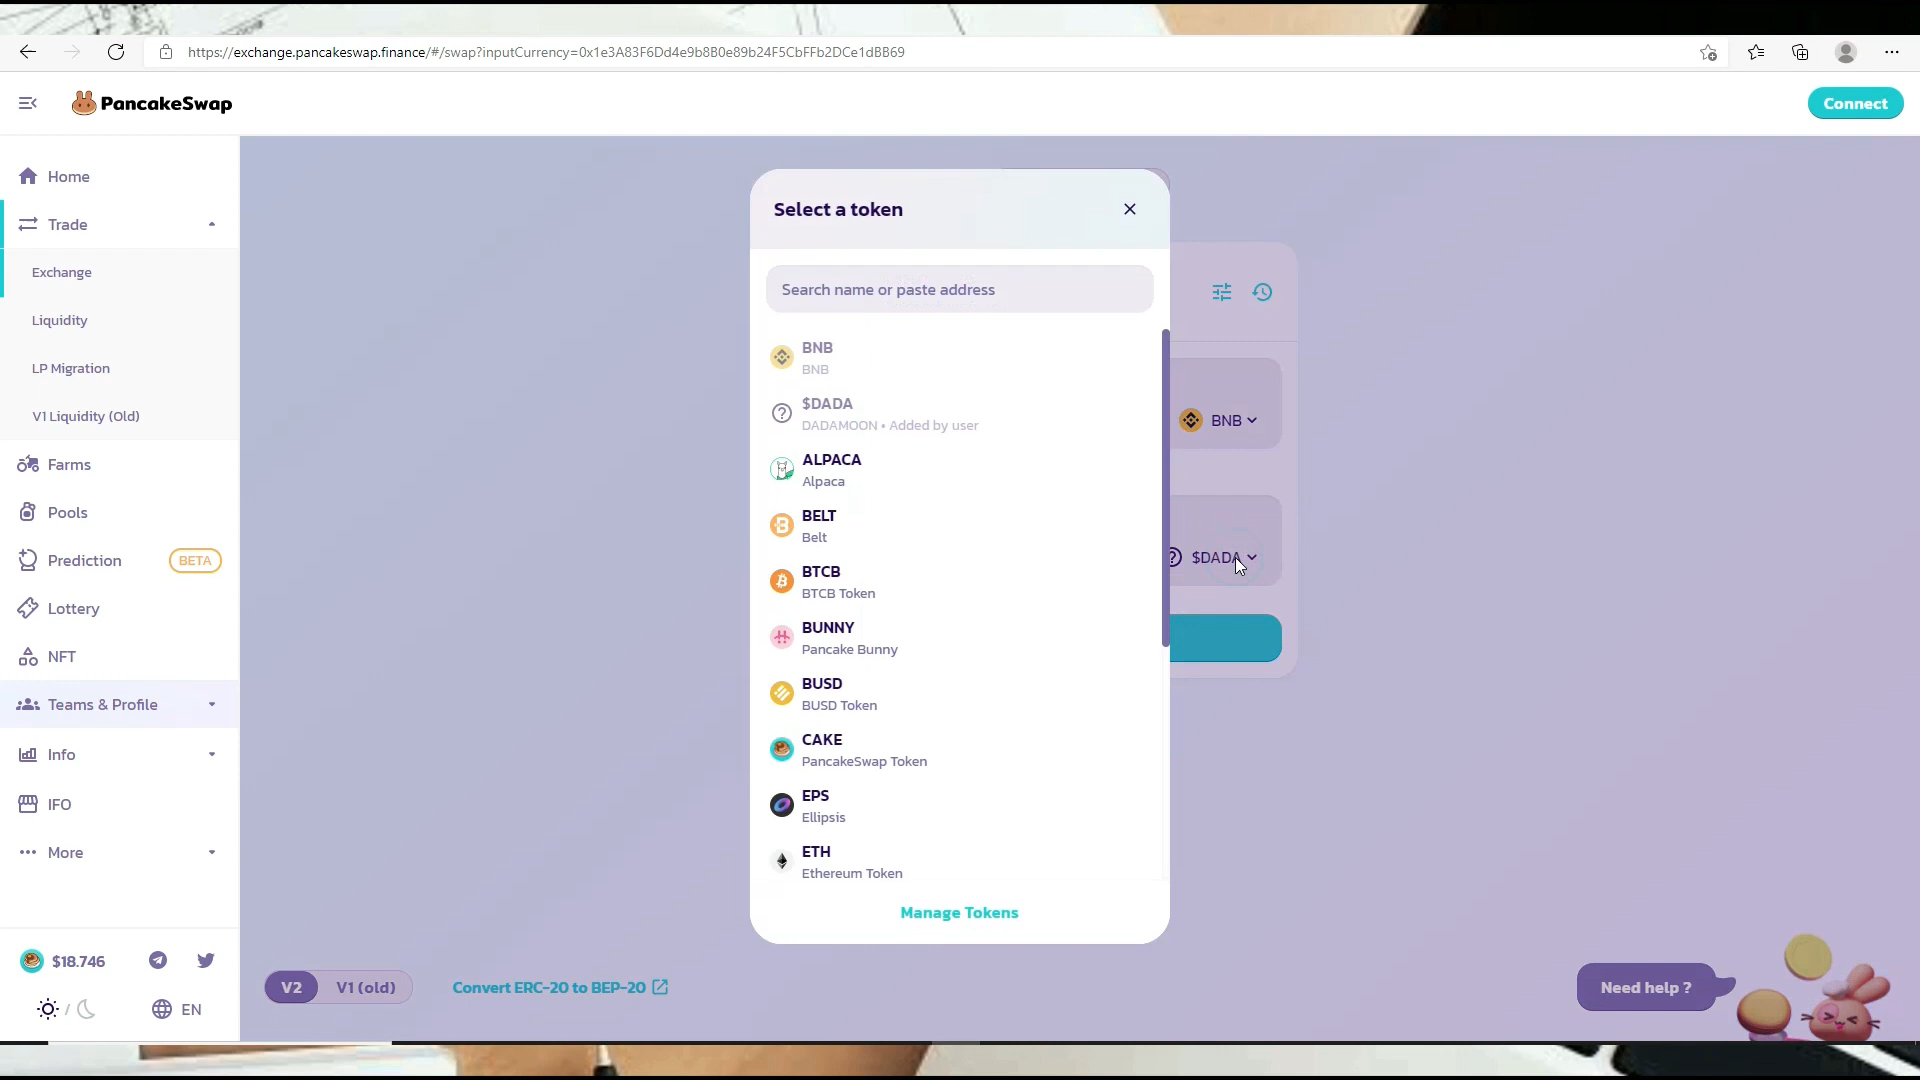 https://exchange.pancakeswap.finance/#/swap?inputCurrency=0x1e3A83F6Dd4e9b8B0e89b24F5CbFFb2DCe1dBB69
PancakeSwap
Connect
Home
Trade
Exchange
Liquidity
LP Migration
V1 Liquidity (Old)
Farms
Pools
Prediction
BETA
Lottery
NFT
Teams & Profile
Info
IFO
More
$18.746
EN
Select a token
Search name or paste address
BNB
BNB
$DADA
DADAMOON • Added by user
ALPACA
Alpaca
BELT
Belt
BTCB
BTCB Token
BUNNY
Pancake Bunny
BUSD
BUSD Token
CAKE
PancakeSwap Token
EPS
Ellipsis
ETH
Ethereum Token
Manage Tokens
BNB
$DADA
V2
V1 (old)
Convert ERC-20 to BEP-20
Need help ?